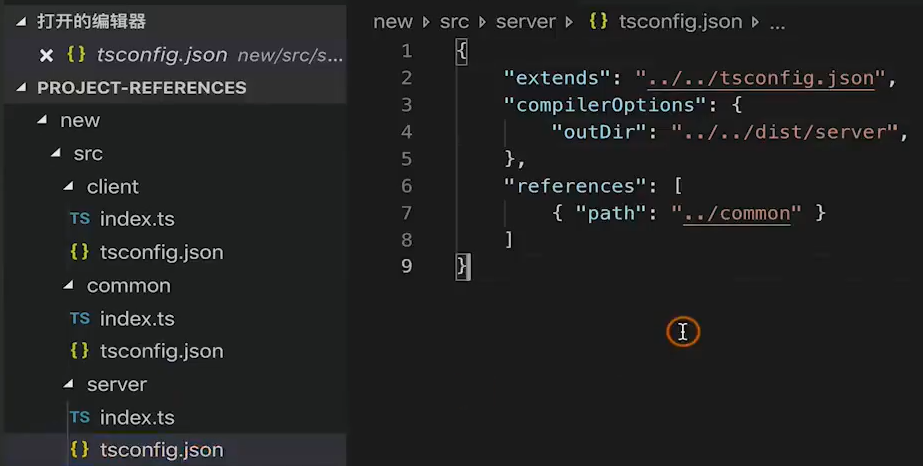 打开的编辑器
tsconfig.json new/src/s...
PROJECT-REFERENCES
new
src
client
TS index.ts
{} tsconfig.json
common
TS index.ts
{} tsconfig.json
server
TS index.ts
{} tsconfig.json
new src server {} tsconfig.json ...
1 {
2 "extends": "../../tsconfig.json",
3 "compilerOptions": {
4 "outDir": "../../dist/server",
5 },
6 "references": [
7 { "path": "../common" }
8 ]
9 }